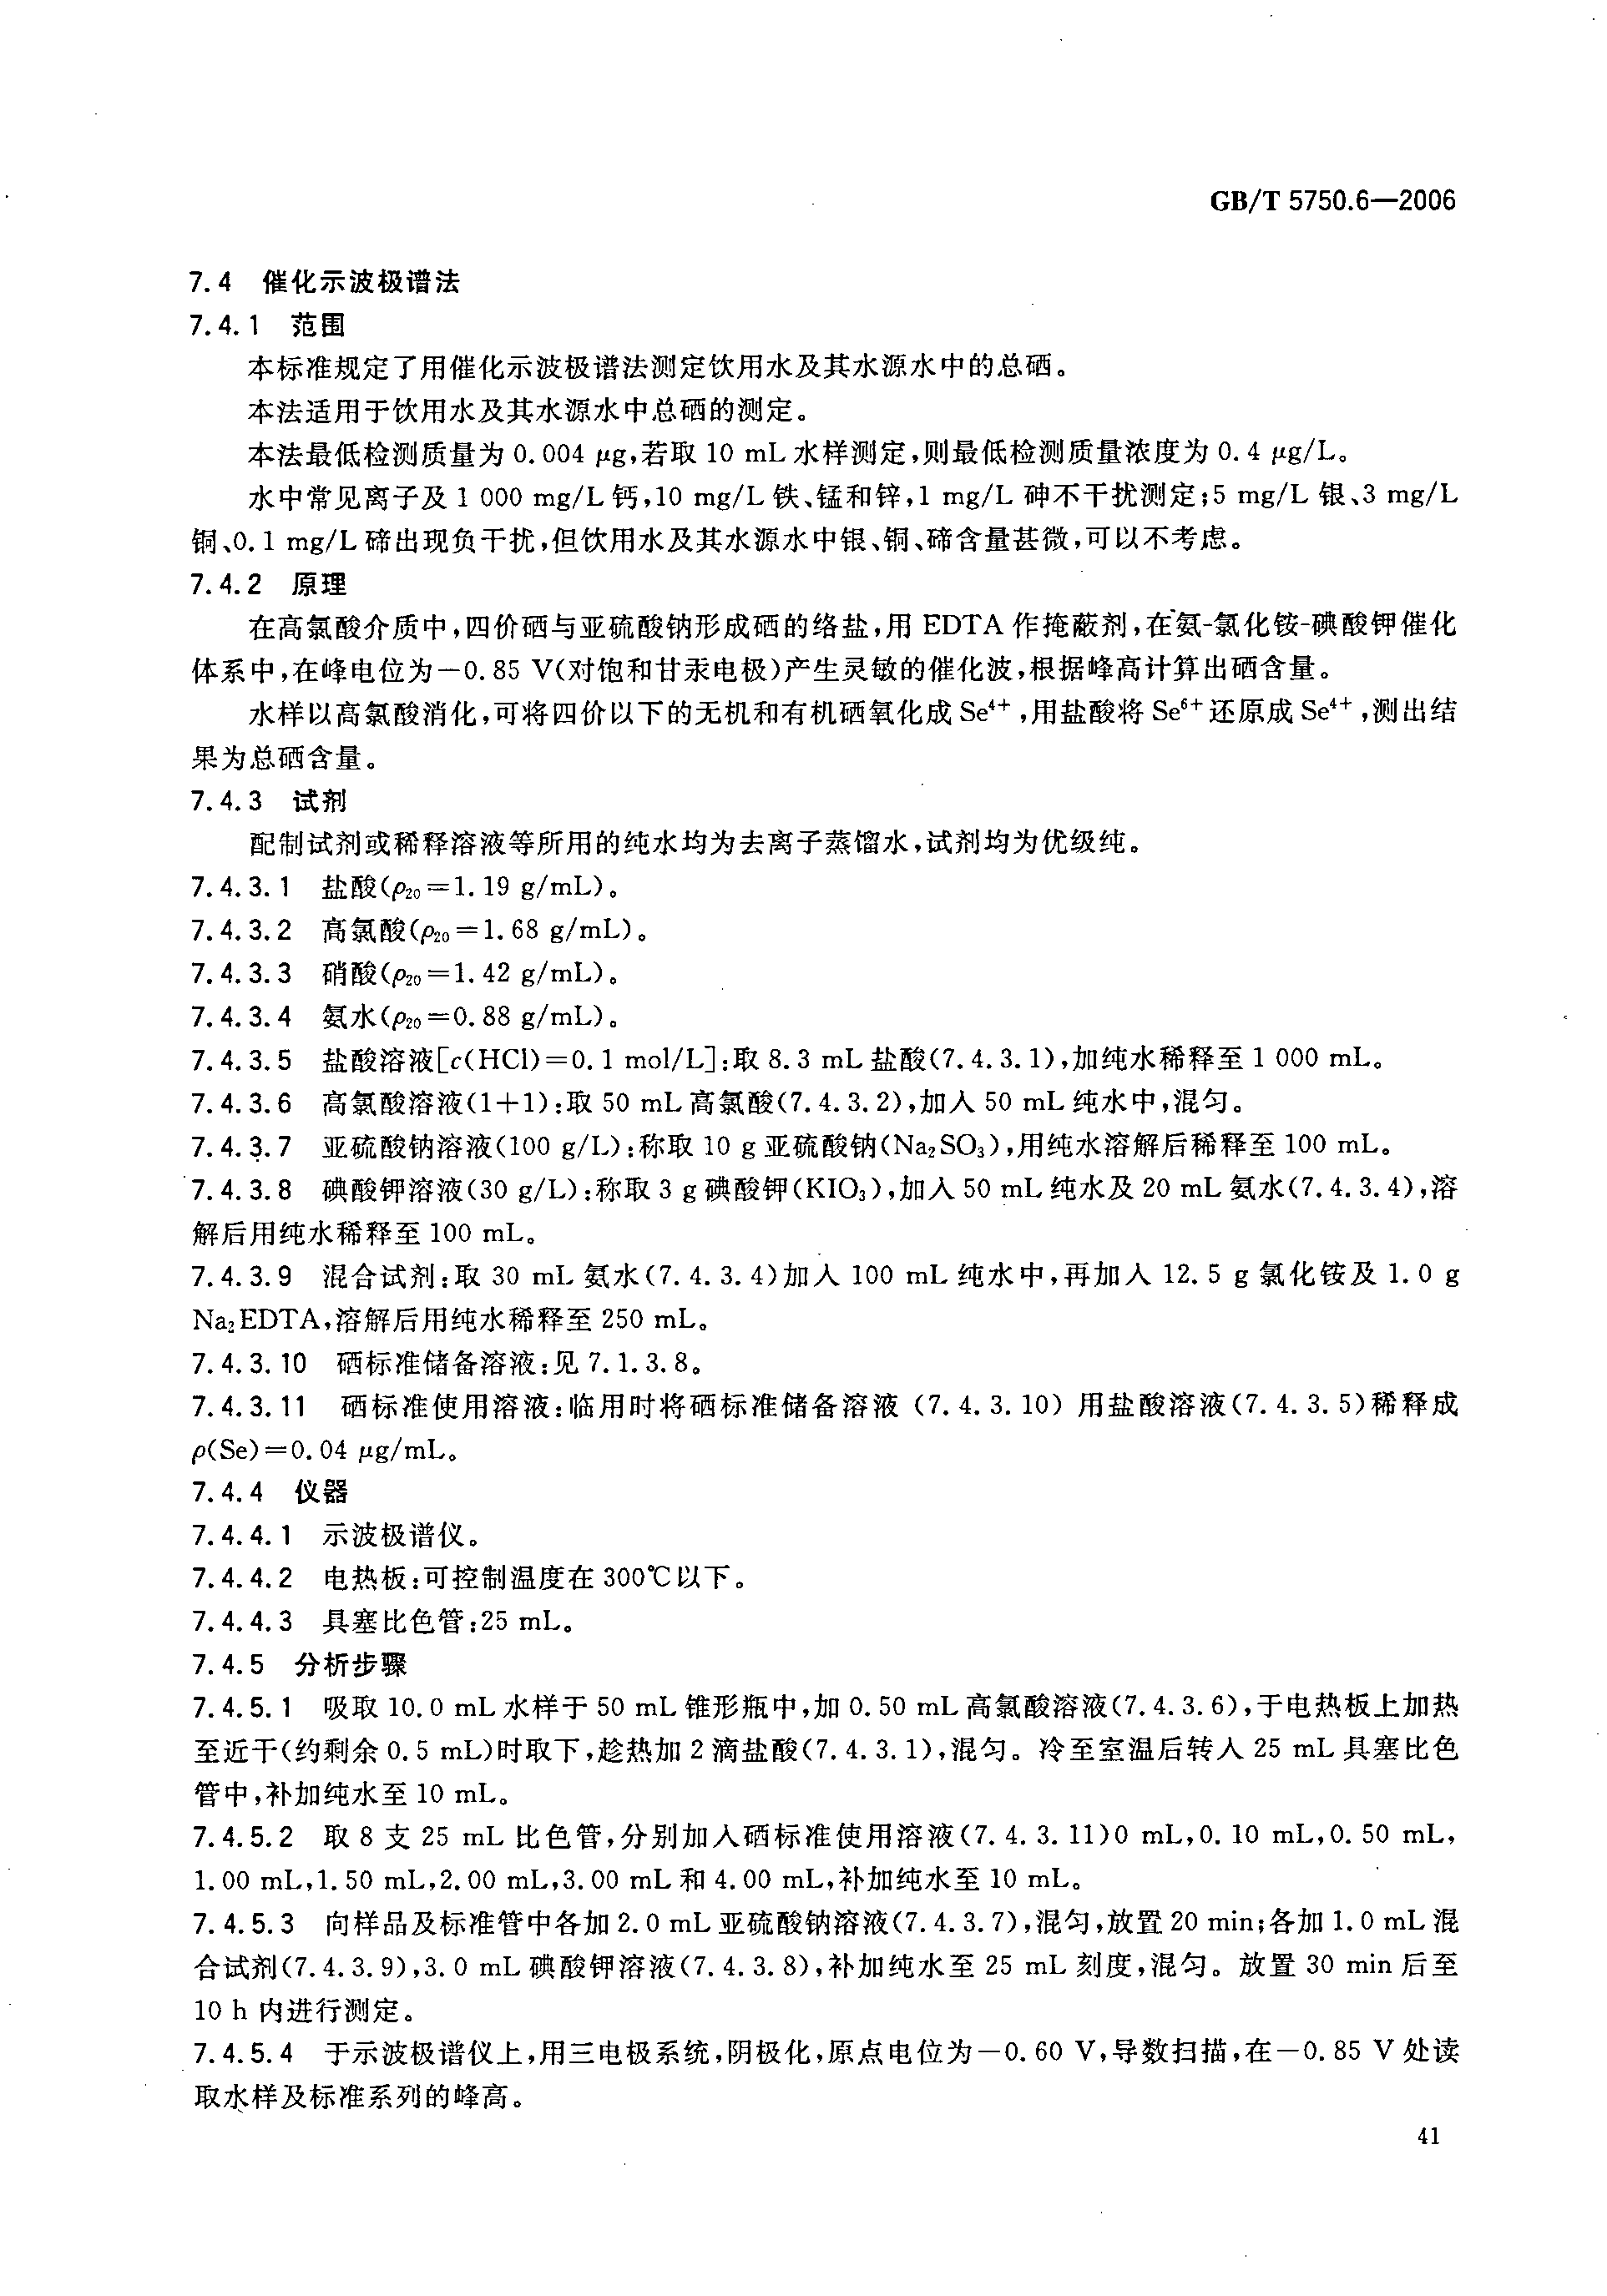 GB/T 5750.6—2006
7.4 催化示波极谱法
7.4.1 范围
本标准规定了用催化示波极谱法测定饮用水及其水源水中的总硒。
本法适用于饮用水及其水源水中总硒的测定。
本法最低检测质量为 0.004 μg,若取 10 mL 水样测定,则最低检测质量浓度为 0.4 μg/L。
水中常见离子及 1 000 mg/L 钙,10 mg/L 铁、锰和锌,1 mg/L 砷不干扰测定;5 mg/L 银、3 mg/L
铜、0.1 mg/L 碲出现负干扰,但饮用水及其水源水中银、铜、碲含量甚微,可以不考虑。
7.4.2 原理
在高氯酸介质中,四价硒与亚硫酸钠形成硒的络盐,用 EDTA 作掩蔽剂,在氨-氯化铵-碘酸钾催化
体系中,在峰电位为-0.85 V(对饱和甘汞电极)产生灵敏的催化波,根据峰高计算出硒含量。
水样以高氯酸消化,可将四价以下的无机和有机硒氧化成 Se⁴⁺,用盐酸将 Se⁶⁺还原成 Se⁴⁺,测出结
果为总硒含量。
7.4.3 试剂
配制试剂或稀释溶液等所用的纯水均为去离子蒸馏水,试剂均为优级纯。
7.4.3.1 盐酸(ρ₂₀=1.19 g/mL)。
7.4.3.2 高氯酸(ρ₂₀=1.68 g/mL)。
7.4.3.3 硝酸(ρ₂₀=1.42 g/mL)。
7.4.3.4 氨水(ρ₂₀=0.88 g/mL)。
7.4.3.5 盐酸溶液[c(HCl)=0.1 mol/L]:取 8.3 mL 盐酸(7.4.3.1),加纯水稀释至 1 000 mL。
7.4.3.6 高氯酸溶液(1+1):取 50 mL 高氯酸(7.4.3.2),加入 50 mL 纯水中,混匀。
7.4.3.7 亚硫酸钠溶液(100 g/L):称取 10 g 亚硫酸钠(Na₂SO₃),用纯水溶解后稀释至 100 mL。
7.4.3.8 碘酸钾溶液(30 g/L):称取 3 g 碘酸钾(KIO₃),加入 50 mL 纯水及 20 mL 氨水(7.4.3.4),溶
解后用纯水稀释至 100 mL。
7.4.3.9 混合试剂:取 30 mL 氨水(7.4.3.4)加入 100 mL 纯水中,再加入 12.5 g 氯化铵及 1.0 g
Na₂EDTA,溶解后用纯水稀释至 250 mL。
7.4.3.10 硒标准储备溶液:见 7.1.3.8。
7.4.3.11 硒标准使用溶液:临用时将硒标准储备溶液 (7.4.3.10) 用盐酸溶液(7.4.3.5)稀释成
ρ(Se)=0.04 μg/mL。
7.4.4 仪器
7.4.4.1 示波极谱仪。
7.4.4.2 电热板:可控制温度在 300℃以下。
7.4.4.3 具塞比色管:25 mL。
7.4.5 分析步骤
7.4.5.1 吸取 10.0 mL 水样于 50 mL 锥形瓶中,加 0.50 mL 高氯酸溶液(7.4.3.6),于电热板上加热
至近干(约剩余 0.5 mL)时取下,趁热加 2 滴盐酸(7.4.3.1),混匀。冷至室温后转入 25 mL 具塞比色
管中,补加纯水至 10 mL。
7.4.5.2 取 8 支 25 mL 比色管,分别加入硒标准使用溶液(7.4.3.11)0 mL,0.10 mL,0.50 mL,
1.00 mL,1.50 mL,2.00 mL,3.00 mL 和 4.00 mL,补加纯水至 10 mL。
7.4.5.3 向样品及标准管中各加 2.0 mL 亚硫酸钠溶液(7.4.3.7),混匀,放置 20 min;各加 1.0 mL 混
合试剂(7.4.3.9),3.0 mL 碘酸钾溶液(7.4.3.8),补加纯水至 25 mL 刻度,混匀。放置 30 min 后至
10 h 内进行测定。
7.4.5.4 于示波极谱仪上,用三电极系统,阴极化,原点电位为-0.60 V,导数扫描,在-0.85 V 处读
取水样及标准系列的峰高。
41